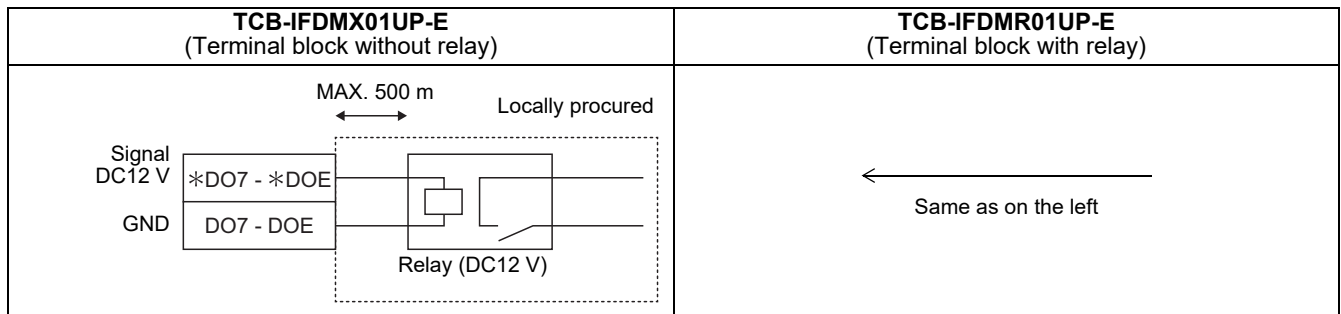 TCB-IFDMX01UP-E
(Terminal block without relay)
TCB-IFDMR01UP-E
(Terminal block with relay)
MAX. 500 m
Locally procured
Signal
DC12 V
＊DO7 - ＊DOE
GND
DO7 - DOE
Relay (DC12 V)
Same as on the left